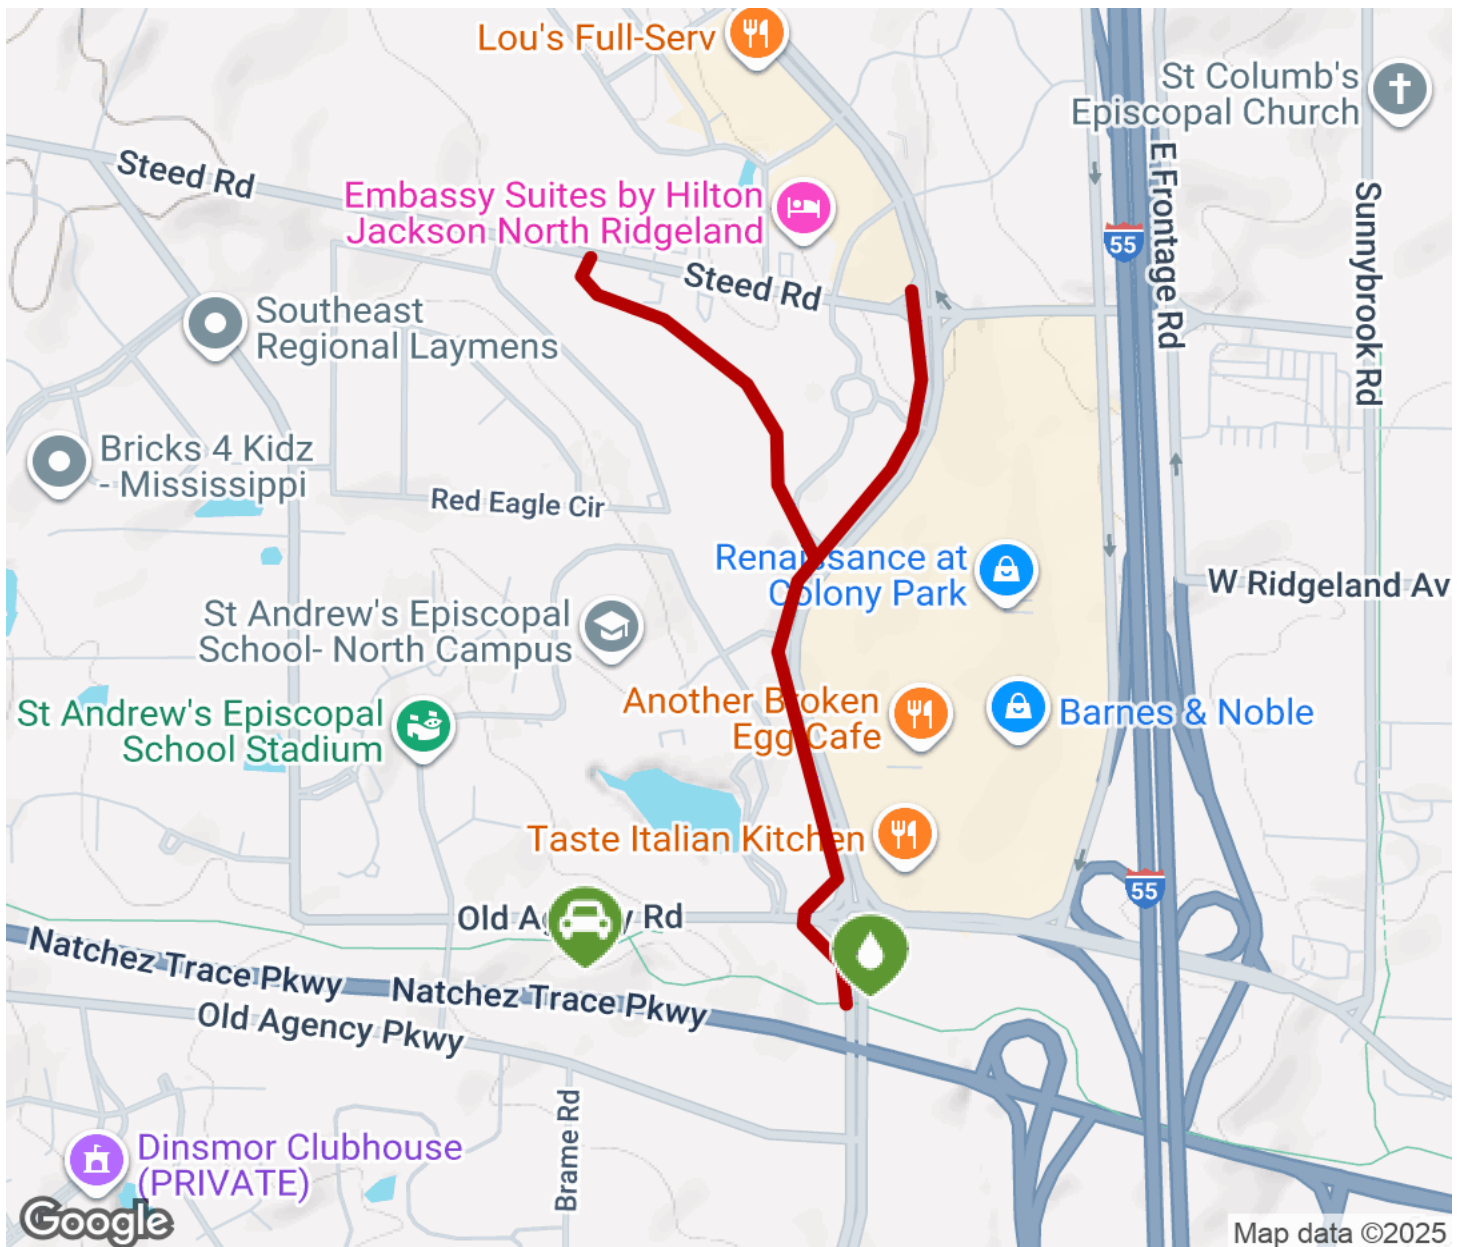 Lou's Full-Serv
St Columb's
Episcopal Church
Steed Rd
Embassy Suites by Hilton
Jackson North Ridgeland
E Frontage Rd
Sunnybrook Rd
55
Steed Rd
Southeast
Regional Laymens
Bricks 4 Kidz
- Mississippi
Red Eagle Cir
Renaissance at
Colony Park
W Ridgeland Av
St Andrew's Episcopal
School- North Campus
St Andrew's Episcopal
School Stadium
Another Broken
Egg Cafe
Barnes & Noble
Taste Italian Kitchen
55
Old Agency Rd
Natchez Trace Pkwy
Natchez Trace Pkwy
Old Agency Pkwy
Brame Rd
Dinsmor Clubhouse
(PRIVATE)
Google
Map data ©2025